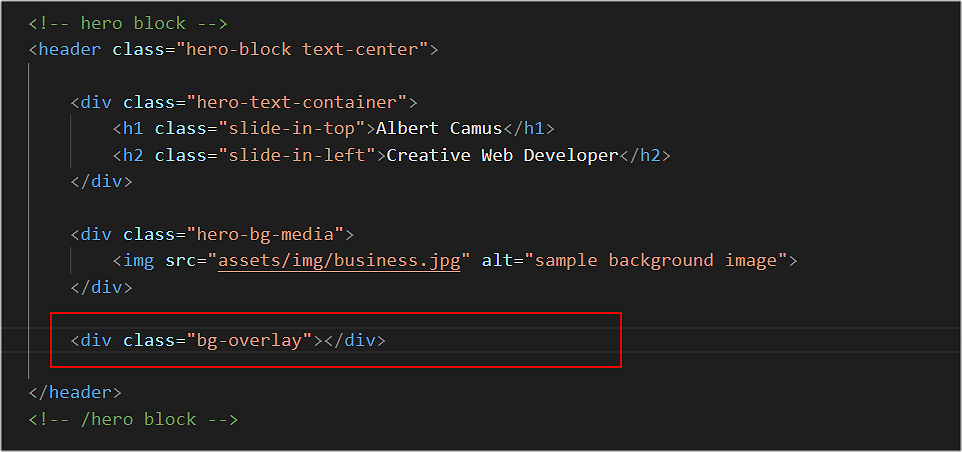 <!-- hero block -->
<header class="hero-block text-center">
<div class="hero-text-container">
<h1 class="slide-in-top">Albert Camus</h1>
<h2 class="slide-in-left">Creative Web Developer</h2>
</div>
<div class="hero-bg-media">
<img src="assets/img/business.jpg" alt="sample background image">
</div>
<div class="bg-overlay"></div>
</header>
<!-- /hero block -->